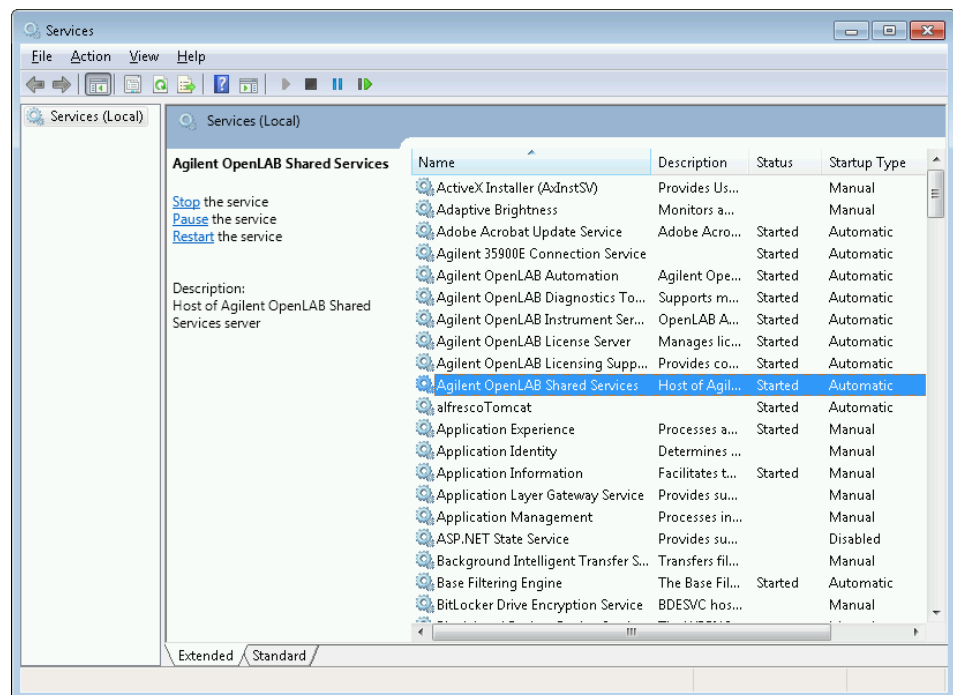 Services
File Action View Help
Services (Local)
Services (Local)
Agilent OpenLAB Shared Services
Stop the service
Pause the service
Restart the service
Description:
Host of Agilent OpenLAB Shared
Services server
Name Description Status Startup Type
ActiveX Installer (AxInstSV) Provides Us... Manual
Adaptive Brightness Monitors a... Manual
Adobe Acrobat Update Service Adobe Acro... Started Automatic
Agilent 35900E Connection Service Started Automatic
Agilent OpenLAB Automation Agilent Ope... Started Automatic
Agilent OpenLAB Diagnostics To... Supports m... Started Automatic
Agilent OpenLAB Instrument Ser... OpenLAB A... Started Automatic
Agilent OpenLAB License Server Manages lic... Started Automatic
Agilent OpenLAB Licensing Supp... Provides co... Started Automatic
Agilent OpenLAB Shared Services Host of Agil... Started Automatic
alfrescoTomcat Started Automatic
Application Experience Processes a... Started Manual
Application Identity Determines ... Manual
Application Information Facilitates t... Started Manual
Application Layer Gateway Service Provides su... Manual
Application Management Processes in... Manual
ASP.NET State Service Provides su... Disabled
Background Intelligent Transfer S... Transfers fil... Manual
Base Filtering Engine The Base Fil... Started Automatic
BitLocker Drive Encryption Service BDESVC hos... Manual
Extended Standard